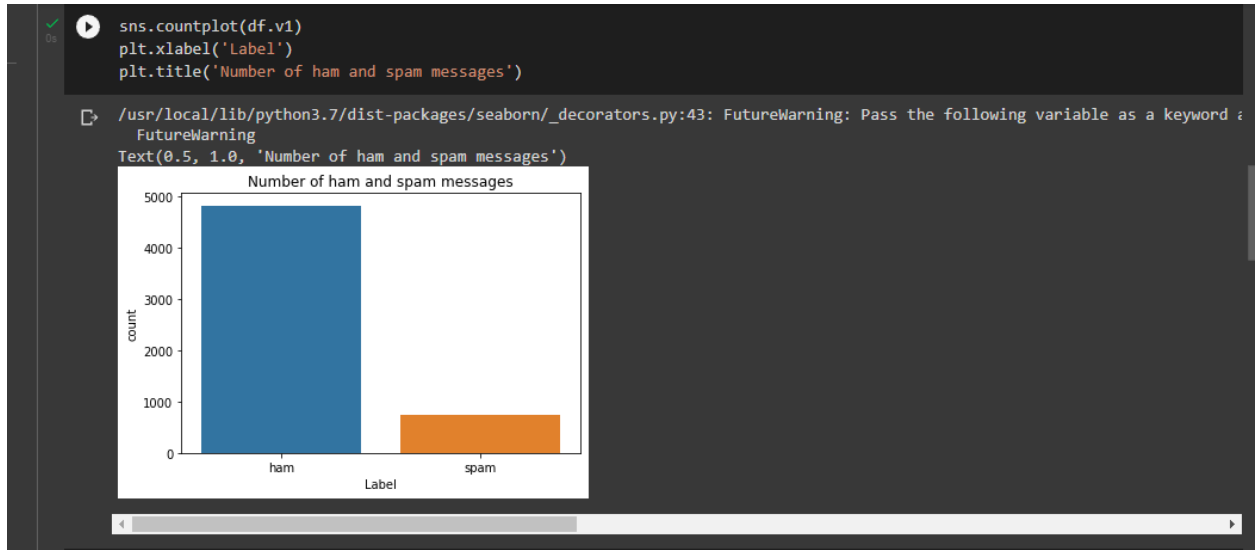 0s
sns.countplot(df.v1)
plt.xlabel('Label')
plt.title('Number of ham and spam messages')
/usr/local/lib/python3.7/dist-packages/seaborn/_decorators.py:43: FutureWarning: Pass the following variable as a keyword
FutureWarning
Text(0.5, 1.0, 'Number of ham and spam messages')
Number of ham and spam messages
5000
4000
3000
2000
1000
0
count
ham spam
Label